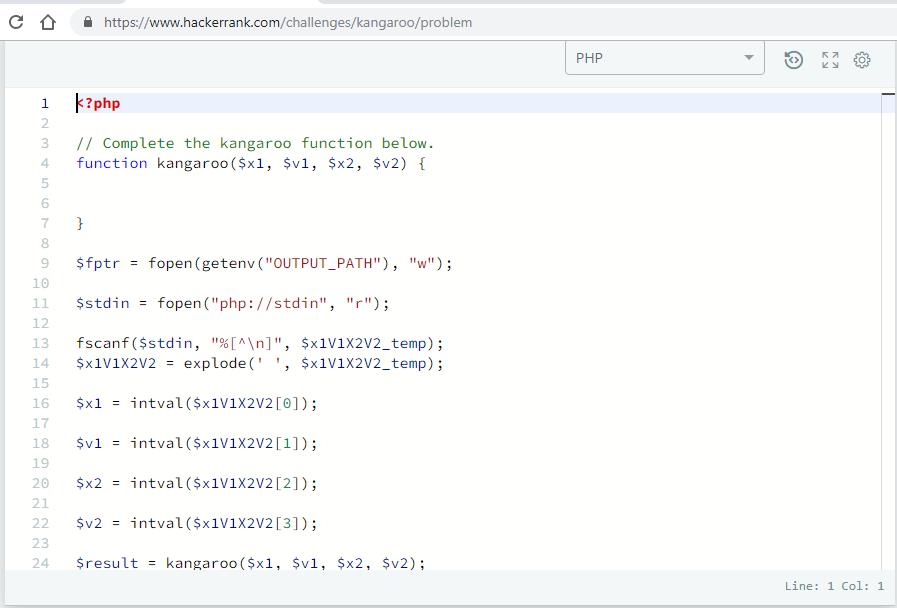 https://www.hackerrank.com/challenges/kangaroo/problem
PHP
1 <?php
2
3 // Complete the kangaroo function below.
4 function kangaroo($x1, $v1, $x2, $v2) {
5
6
7 }
8
9 $fptr = fopen(getenv("OUTPUT_PATH"), "w");
10
11 $stdin = fopen("php://stdin", "r");
12
13 fscanf($stdin, "%[^\n]", $x1V1X2V2_temp);
14 $x1V1X2V2 = explode(' ', $x1V1X2V2_temp);
15
16 $x1 = intval($x1V1X2V2[0]);
17
18 $v1 = intval($x1V1X2V2[1]);
19
20 $x2 = intval($x1V1X2V2[2]);
21
22 $v2 = intval($x1V1X2V2[3]);
23
24 $result = kangaroo($x1, $v1, $x2, $v2);
Line: 1 Col: 1